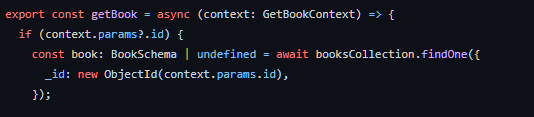 export const getBook = async (context: GetBookContext) => {
  if (context.params?.id) {
    const book: BookSchema | undefined = await booksCollection.findOne({
      _id: new ObjectId(context.params.id),
    });